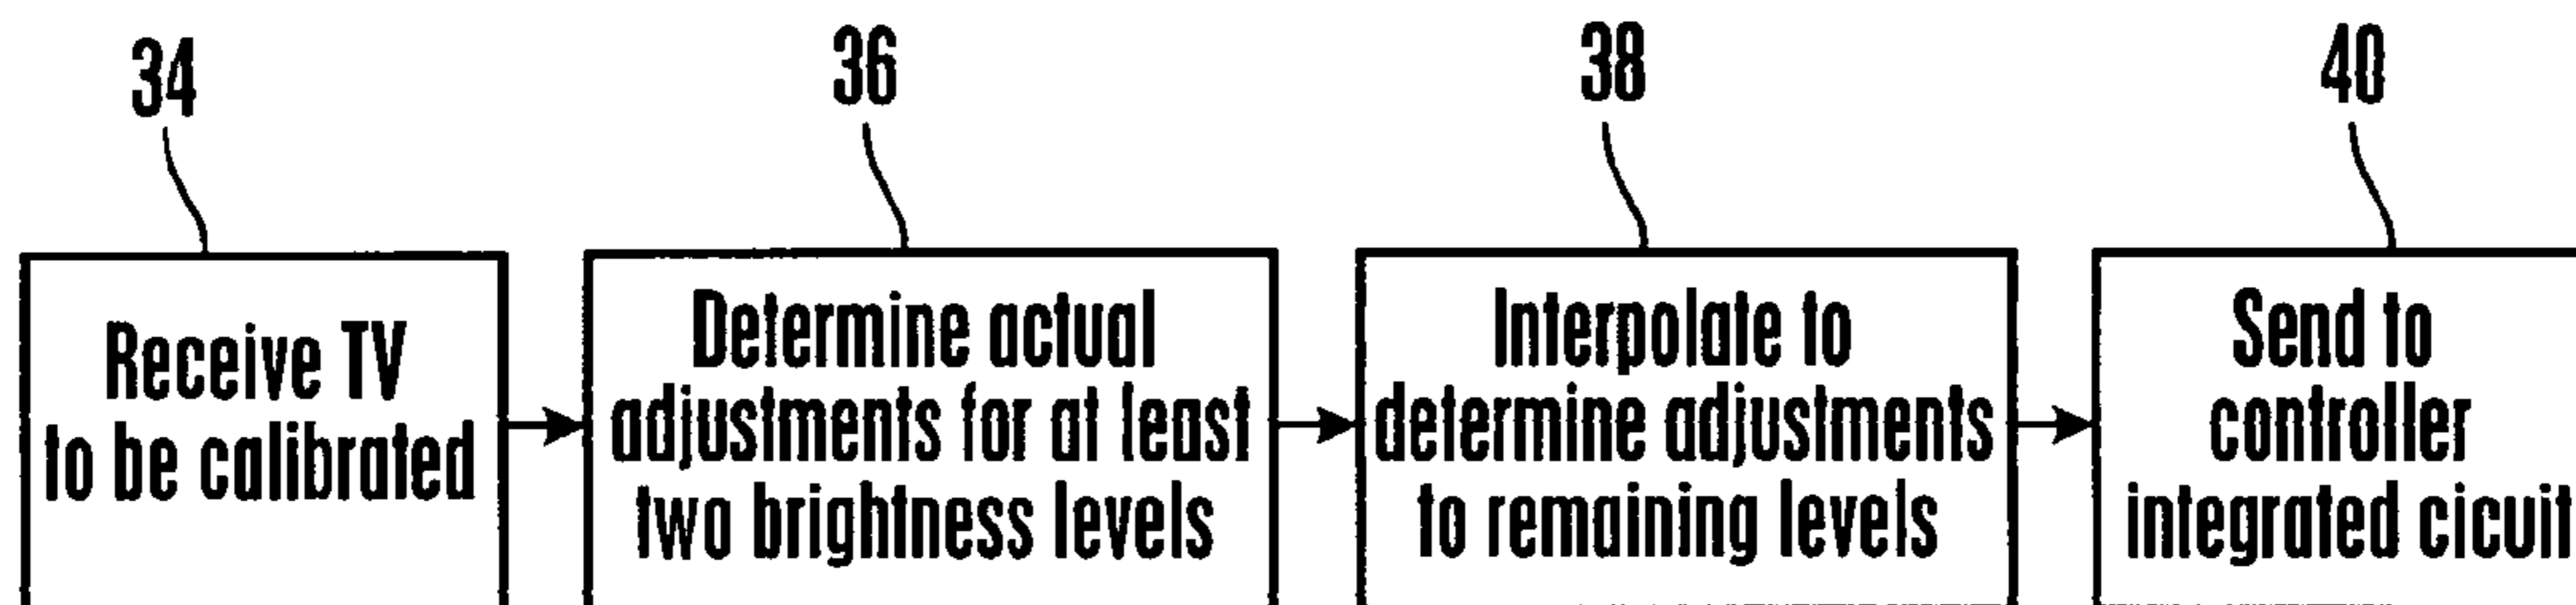 34
36
38
40
Receive TV
to be calibrated
Determine actual
adjustments for at least
two brightness levels
Interpolate to
determine adjustments
to remaining levels
Send to
controller
integrated cicuit